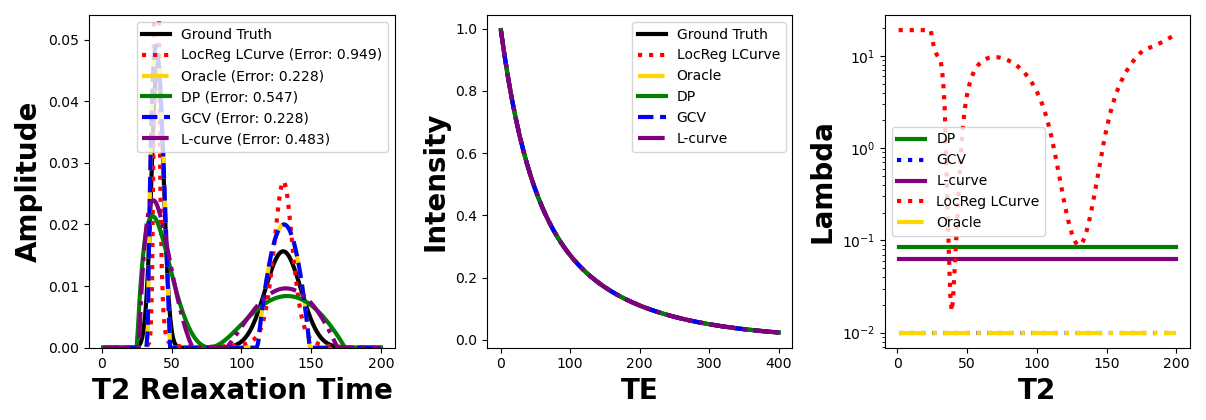 Amplitude
0.05
0.04
0.03
0.02
0.01
0.00
0
50
100
150
200
T2 Relaxation Time
Ground Truth
LocReg LCurve (Error: 0.949)
Oracle (Error: 0.228)
DP (Error: 0.547)
GCV (Error: 0.228)
L-curve (Error: 0.483)
Intensity
1.0
0.8
0.6
0.4
0.2
0.0
0
100
200
300
400
TE
Ground Truth
LocReg LCurve
Oracle
DP
GCV
L-curve
Lambda
10¹
10⁰
10⁻¹
10⁻²
0
50
100
150
200
T2
DP
GCV
L-curve
LocReg LCurve
Oracle